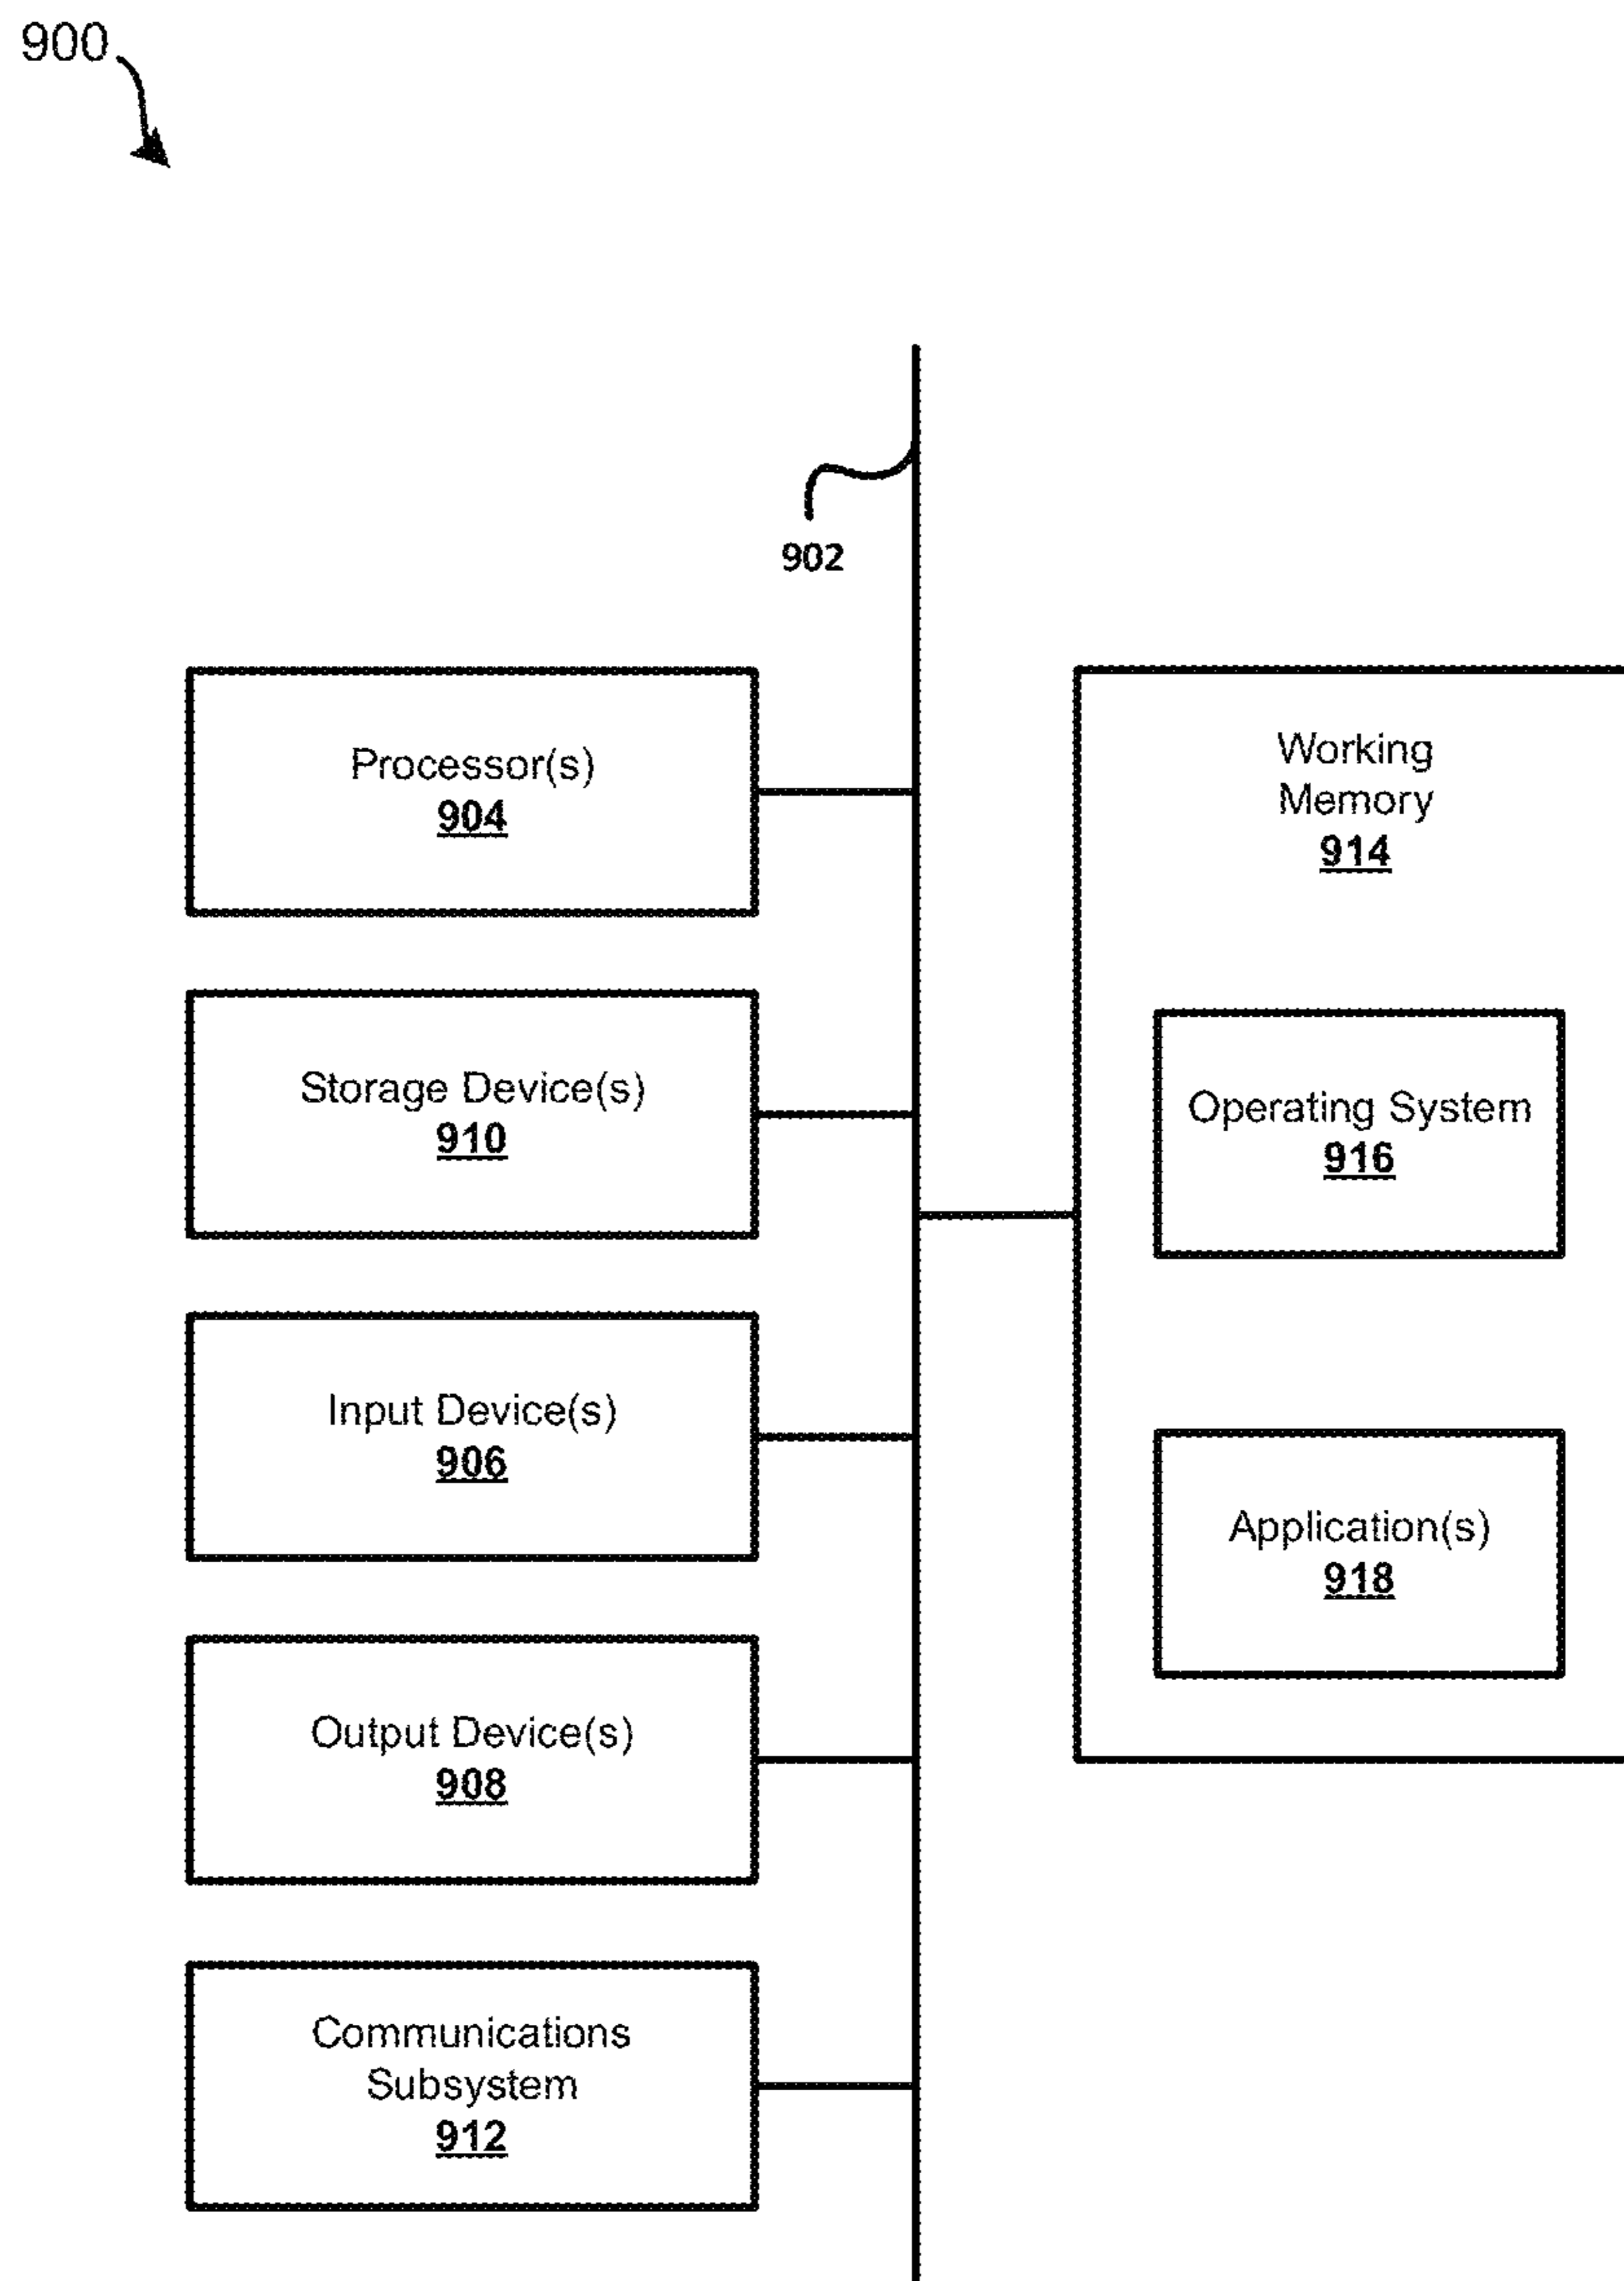 900
902
Processor(s)
904
Storage Device(s)
910
Input Device(s)
906
Output Device(s)
908
Communications
Subsystem
912
Working
Memory
914
Operating System
916
Application(s)
918